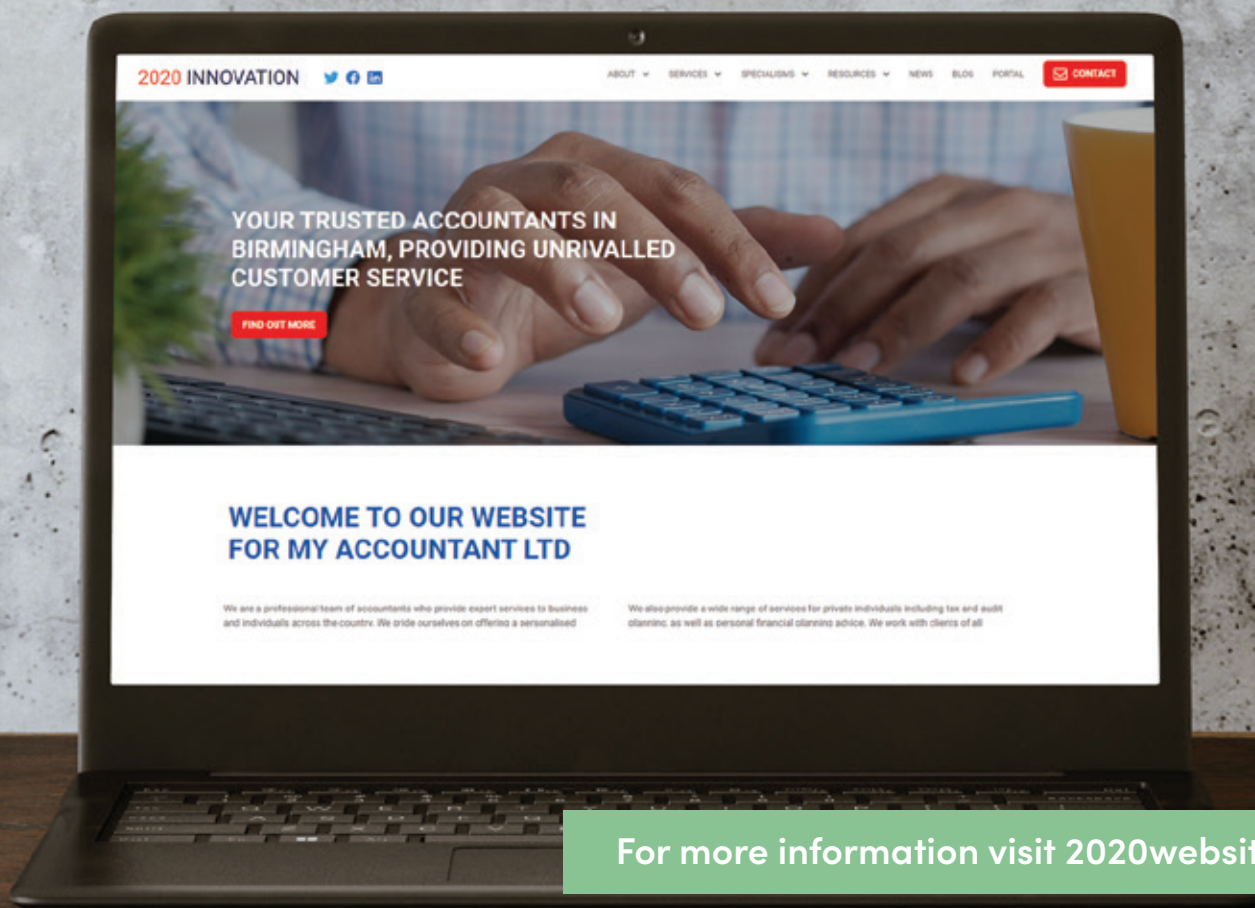 2020 INNOVATION
ABOUT SERVICES SPECIALISMS RESOURCES NEWS BLOG PORTAL CONTACT
YOUR TRUSTED ACCOUNTANTS IN
BIRMINGHAM, PROVIDING UNRIVALLED
CUSTOMER SERVICE
FIND OUT MORE
WELCOME TO OUR WEBSITE
FOR MY ACCOUNTANT LTD
We are a professional team of accountants who provide expert services to business
and individuals across the country. We pride ourselves on offering a personalised
We also provide a wide range of services for private individuals including tax and audit
planning, as well as personal financial planning advice. We work with clients of all
For more information visit 2020websit